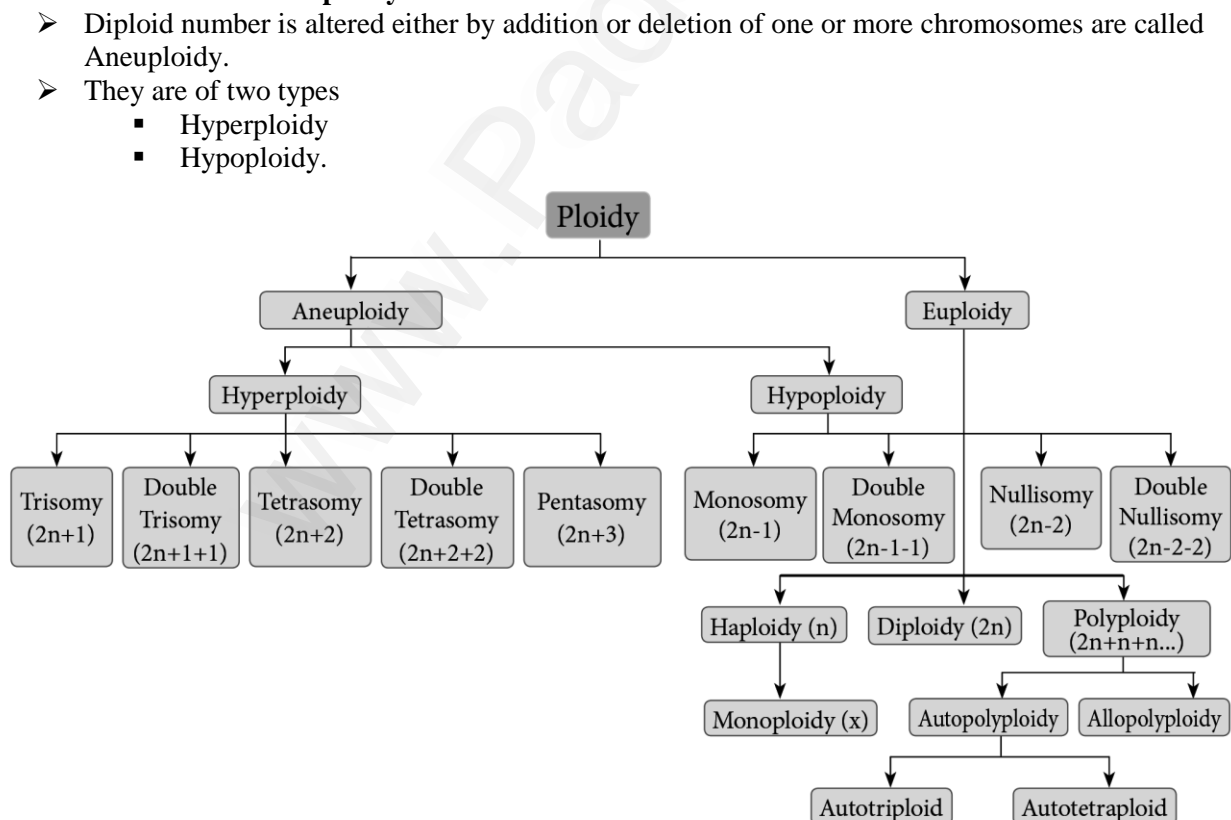 ➢ Diploid number is altered either by addition or deletion of one or more chromosomes are called
Aneuploidy.
➢ They are of two types
▪ Hyperploidy
▪ Hypoploidy.
Ploidy
Aneuploidy
Euploidy
Hyperploidy
Hypoploidy
Trisomy
(2n+1)
Double
Trisomy
(2n+1+1)
Tetrasomy
(2n+2)
Double
Tetrasomy
(2n+2+2)
Pentasomy
(2n+3)
Monosomy
(2n-1)
Double
Monosomy
(2n-1-1)
Nullisomy
(2n-2)
Double
Nullisomy
(2n-2-2)
Haploidy (n)
Diploidy (2n)
Polyploidy
(2n+n+n...)
Monoploidy (x)
Autopolyploidy
Allopolyploidy
Autotriploid
Autotetraploid
www.Pad